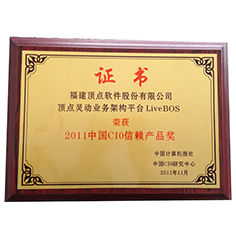 证书
福建顶点软件股份有限公司
顶点灵动业务架构平台LiveBOS
荣获
2011中国CIO信赖产品奖
中国计算机报社
中国CIO研究中心
2011年11月